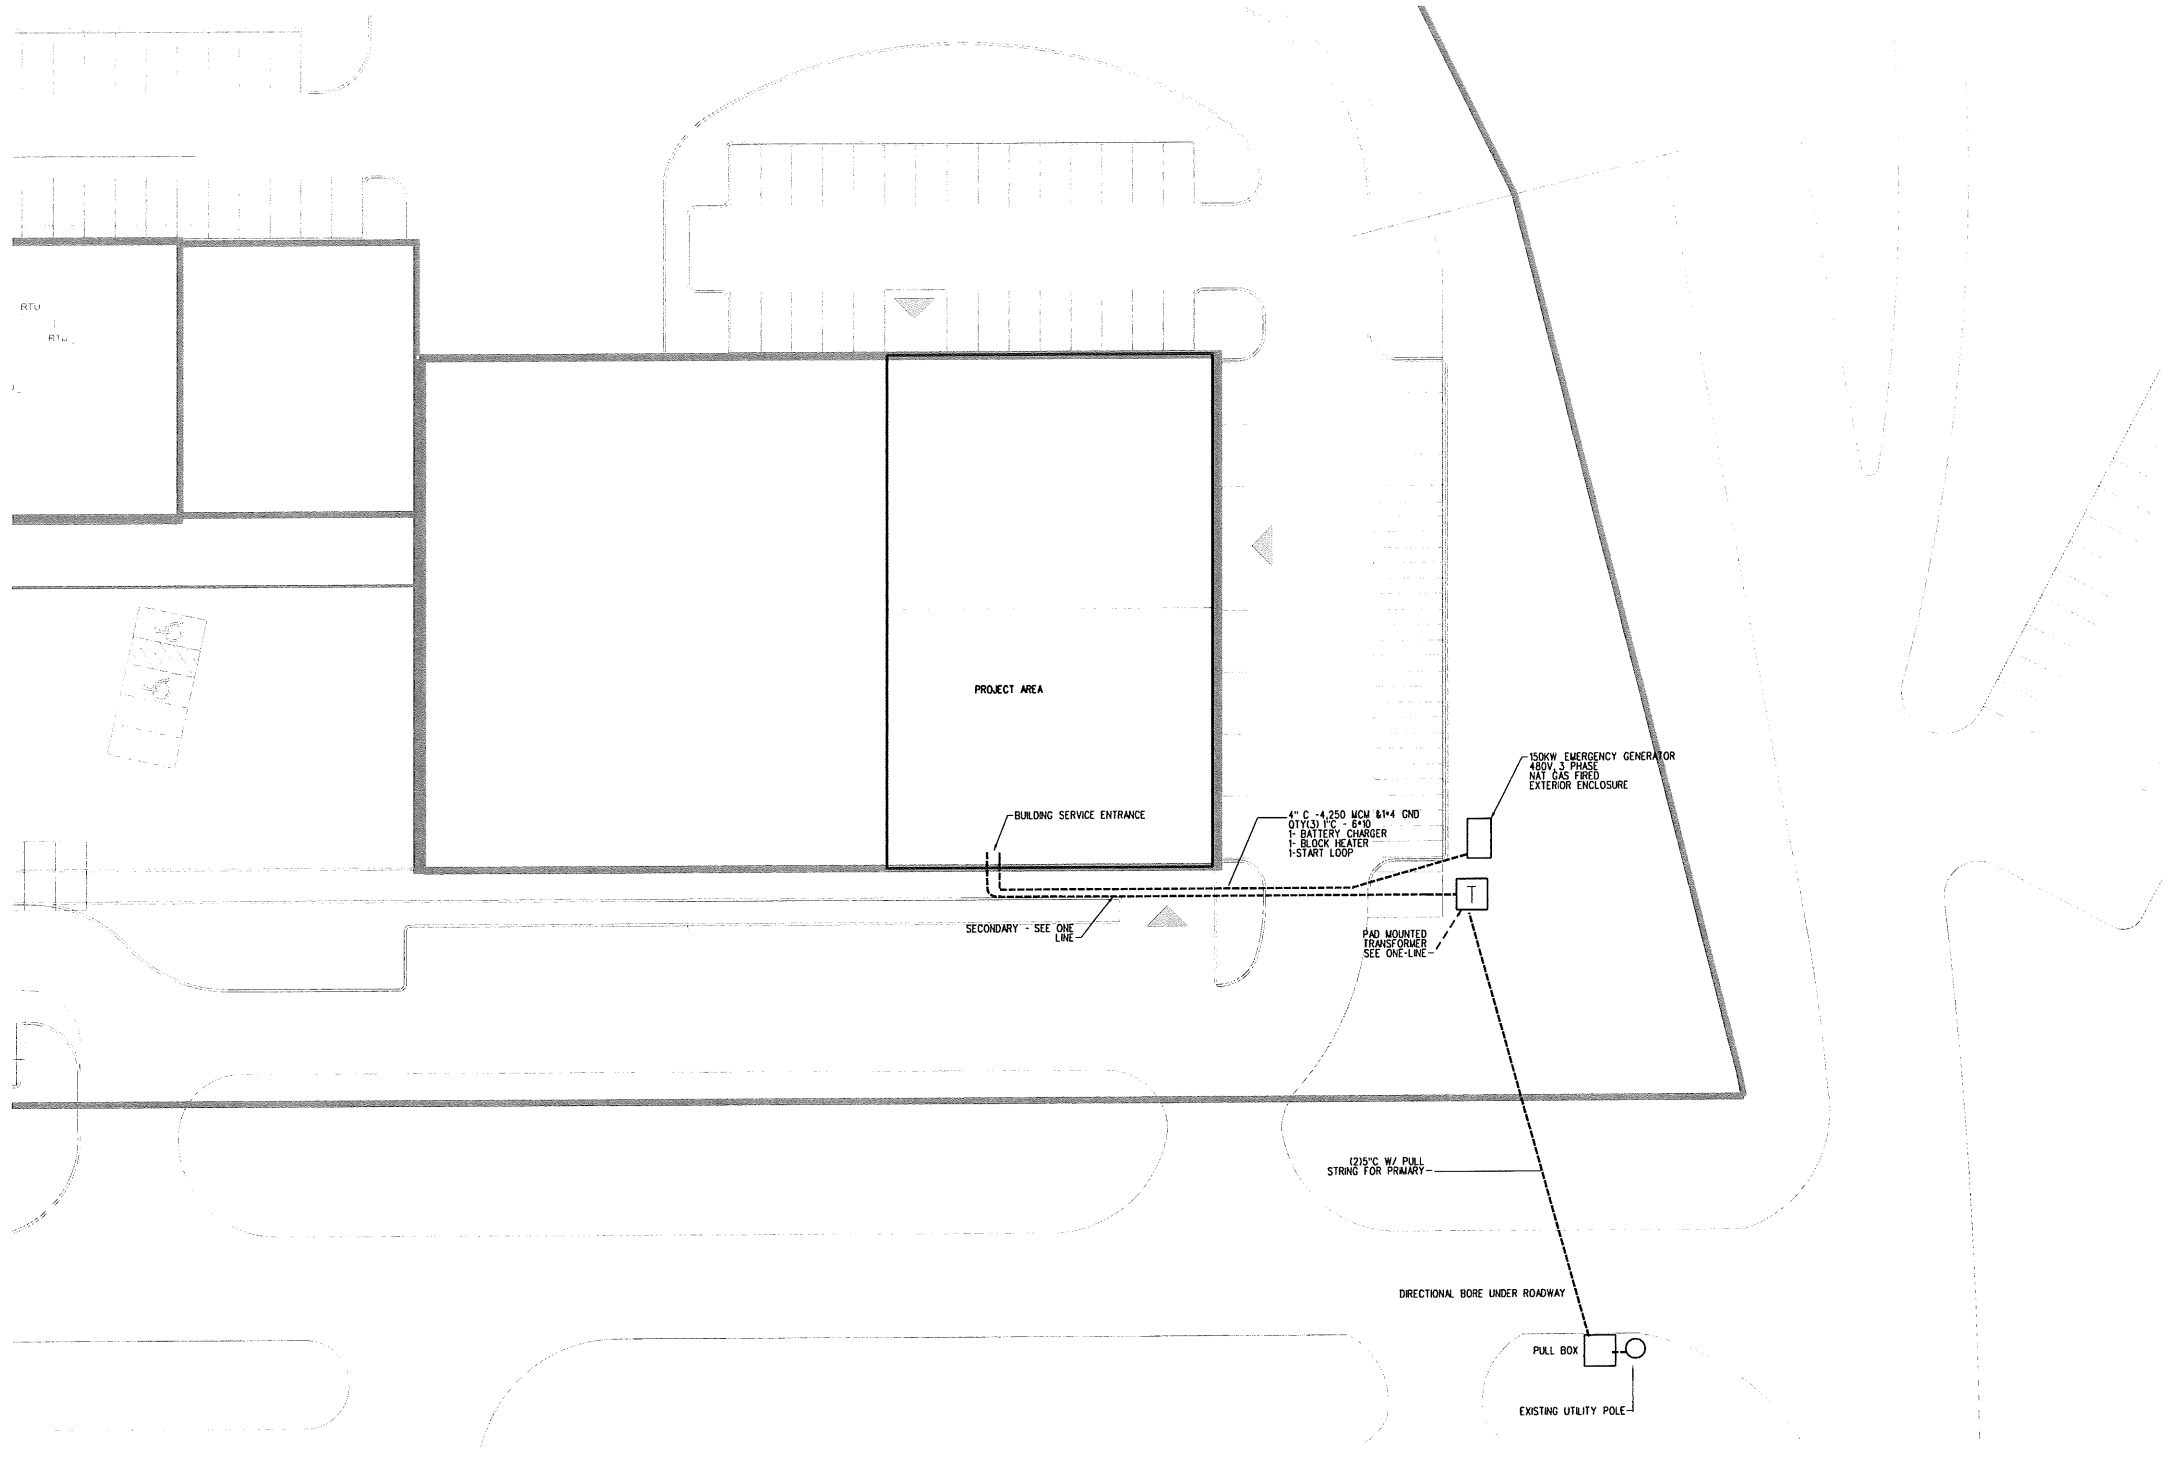 RTU
RTU
PROJECT AREA
150KW EMERGENCY GENERATOR
480V, 3 PHASE
NAT GAS FIRED
EXTERIOR ENCLOSURE
BUILDING SERVICE ENTRANCE
4" C -4,250 MCM &1#4 GND
QTY(3) 1"C - 6#10
1- BATTERY CHARGER
1- BLOCK HEATER
1-START LOOP
T
SECONDARY - SEE ONE
LINE
PAD MOUNTED
TRANSFORMER
SEE ONE-LINE
(2)5"C W/ PULL
STRING FOR PRIMARY
DIRECTIONAL BORE UNDER ROADWAY
PULL BOX
EXISTING UTILITY POLE